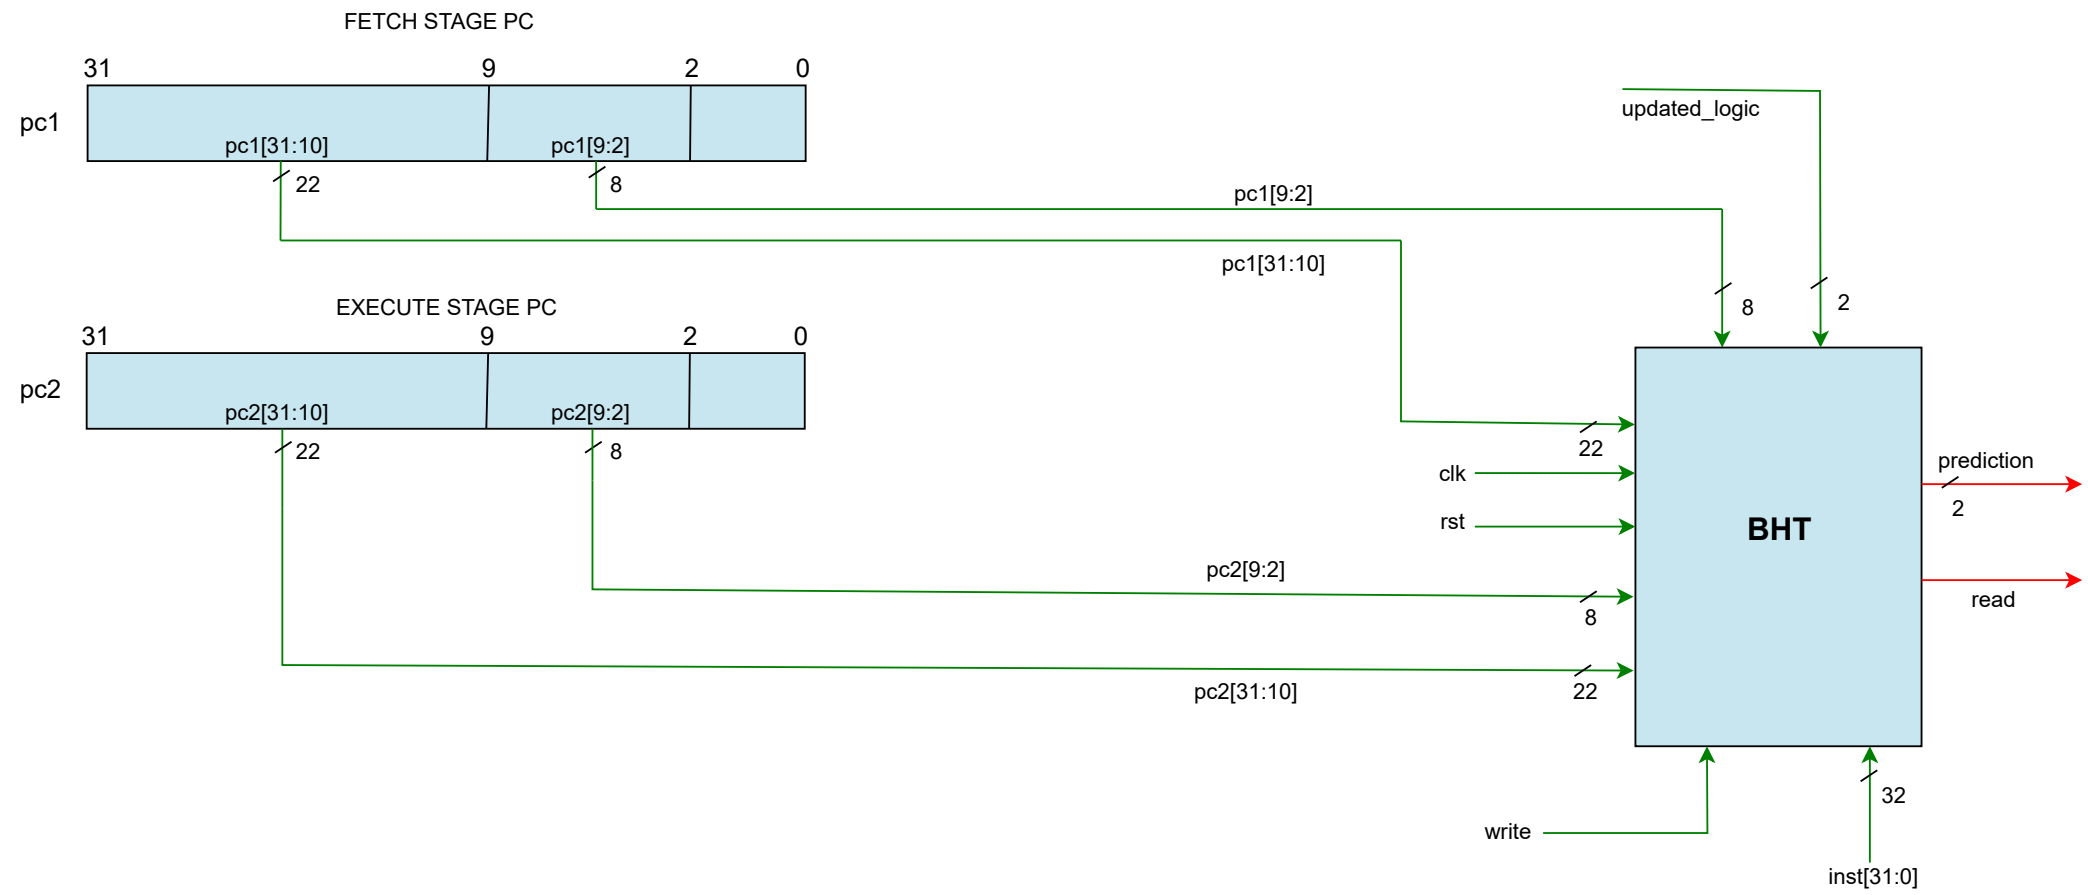 FETCH STAGE PC
31 9 2 0
pc1
pc1[31:10] pc1[9:2]
22 8
updated_logic
pc1[9:2]
pc1[31:10]
8 2
EXECUTE STAGE PC
31 9 2 0
pc2
pc2[31:10] pc2[9:2]
22 8
22
clk
rst
BHT
prediction
2
read
pc2[9:2]
8
pc2[31:10]
22
write
32
inst[31:0]